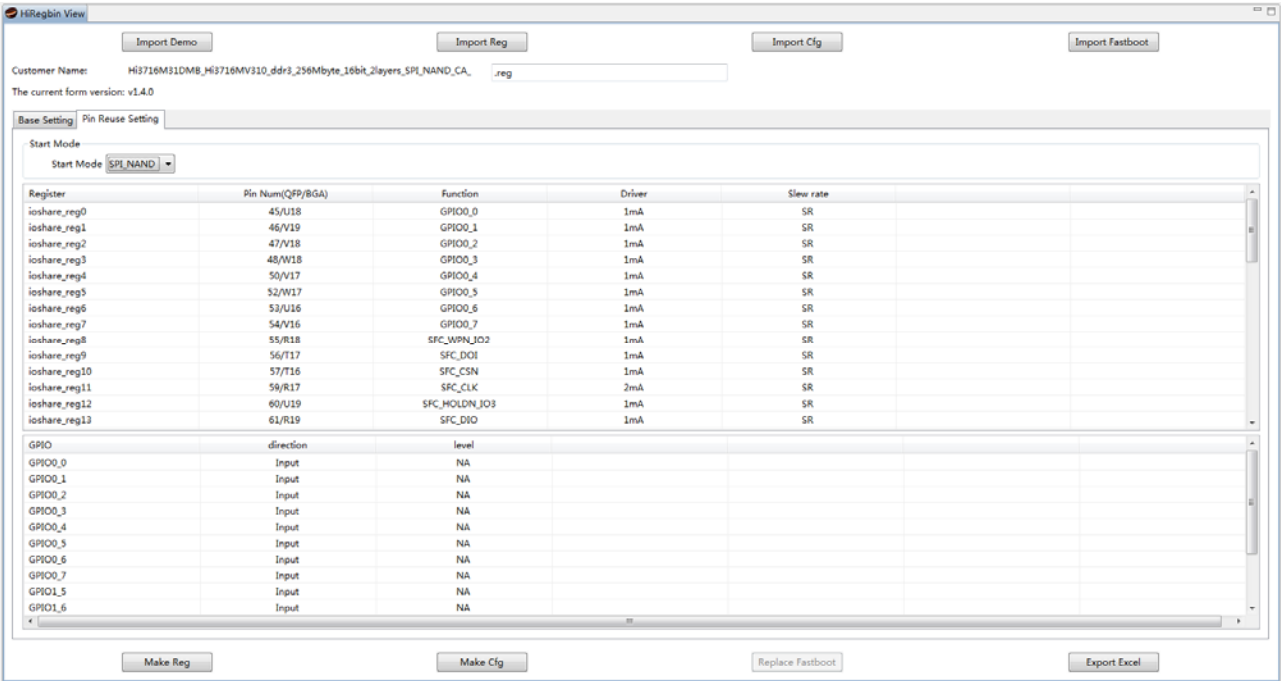 HiRegbin View
Import Demo Import Reg Import Cfg Import Fastboot
Customer Name: Hi3716M31DMB_Hi3716MV310_ddr3_256Mbyte_16bit_2layers_SPI_NAND_CA_ .reg
The current form version: v1.4.0
Base Setting Pin Reuse Setting
Start Mode
Start Mode SPI_NAND
Register Pin Num(QFP/BGA) Function Driver Slew rate
ioshare_reg0 45/U18 GPIO0_0 1mA SR
ioshare_reg1 46/V19 GPIO0_1 1mA SR
ioshare_reg2 47/V18 GPIO0_2 1mA SR
ioshare_reg3 48/W18 GPIO0_3 1mA SR
ioshare_reg4 50/V17 GPIO0_4 1mA SR
ioshare_reg5 52/W17 GPIO0_5 1mA SR
ioshare_reg6 53/U16 GPIO0_6 1mA SR
ioshare_reg7 54/V16 GPIO0_7 1mA SR
ioshare_reg8 55/R18 SFC_WPN_IO2 1mA SR
ioshare_reg9 56/T17 SFC_DOI 1mA SR
ioshare_reg10 57/T16 SFC_CSN 1mA SR
ioshare_reg11 59/R17 SFC_CLK 2mA SR
ioshare_reg12 60/U19 SFC_HOLDN_IO3 1mA SR
ioshare_reg13 61/R19 SFC_DIO 1mA SR
GPIO direction level
GPIO0_0 Input NA
GPIO0_1 Input NA
GPIO0_2 Input NA
GPIO0_3 Input NA
GPIO0_4 Input NA
GPIO0_5 Input NA
GPIO0_6 Input NA
GPIO0_7 Input NA
GPIO1_5 Input NA
GPIO1_6 Input NA
Make Reg Make Cfg Replace Fastboot Export Excel